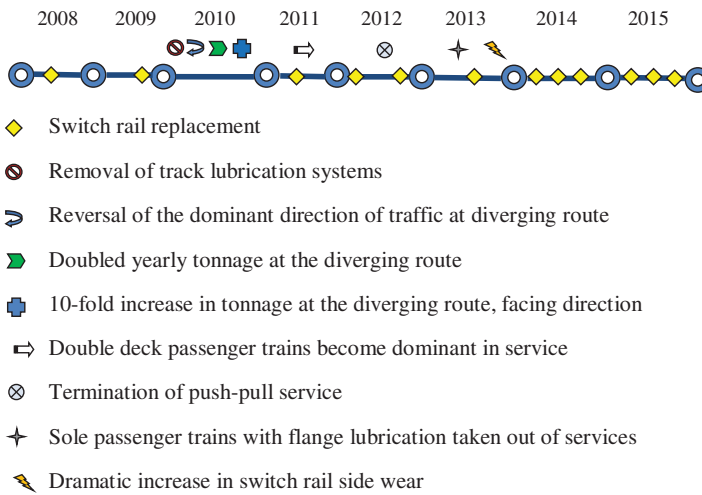 2008 2009 2010 2011 2012 2013 2014 2015
Switch rail replacement
Removal of track lubrication systems
Reversal of the dominant direction of traffic at diverging route
Doubled yearly tonnage at the diverging route
10-fold increase in tonnage at the diverging route, facing direction
Double deck passenger trains become dominant in service
Termination of push-pull service
Sole passenger trains with flange lubrication taken out of services
Dramatic increase in switch rail side wear